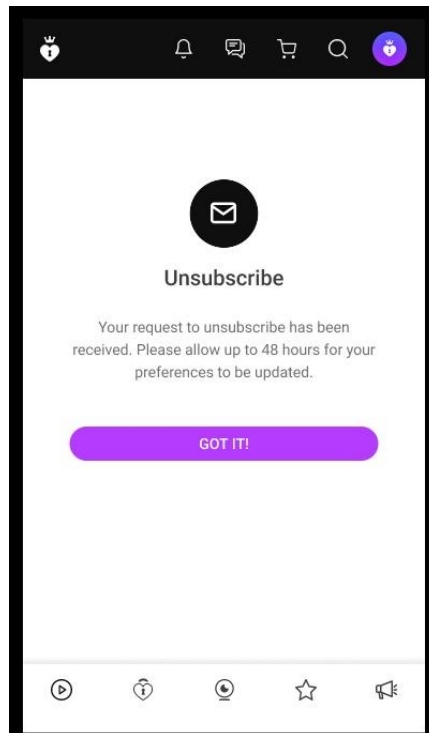 Unsubscribe
Your request to unsubscribe has been
received. Please allow up to 48 hours for your
preferences to be updated.
GOT IT!